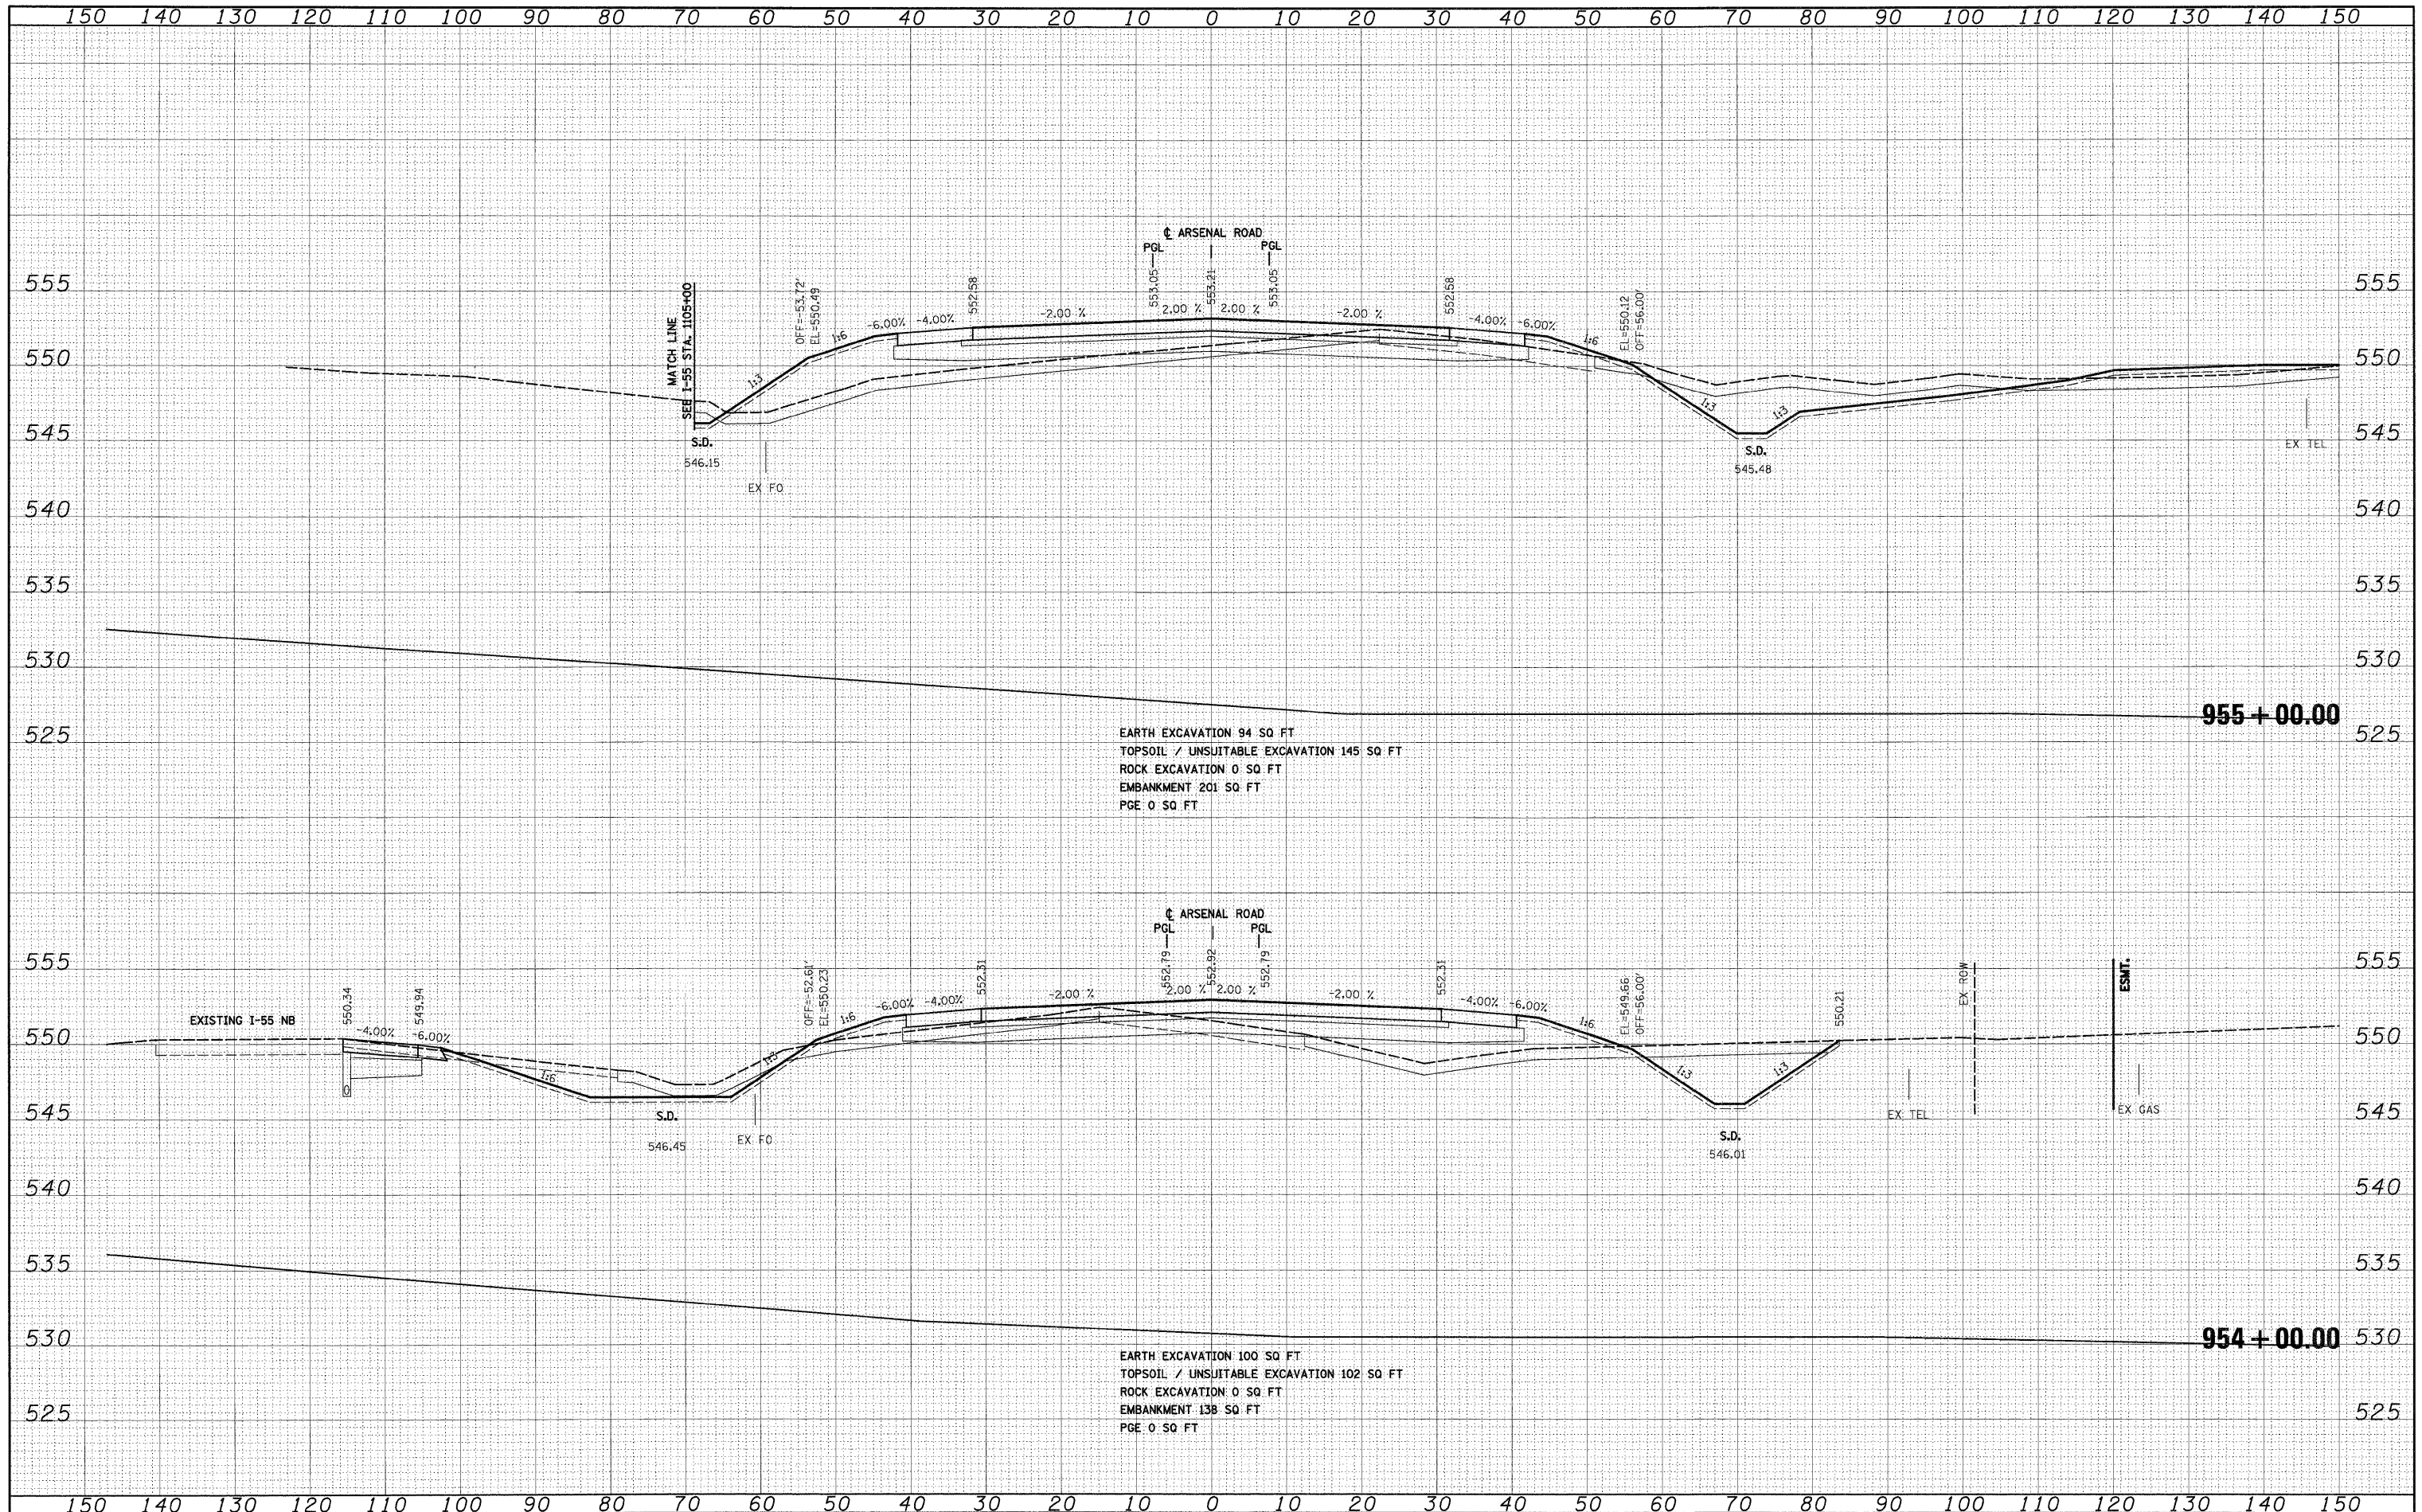 150 140 130 120 110 100 90 80 70 60 50 40 30 20 10 0 10 20 30 40 50 60 70 80 90 100 110 120 130 140 150
℄ ARSENAL ROAD
PGL PGL
553.05 553.21 553.05
552.58 552.58
OFF=-53.72'
EL=550.49
EL=550.12
OFF=56.00'
MATCH LINE
SEE I-55 STA. 1105+00
555 555
1:3 1:6 -6.00% -4.00% -2.00 % 2.00 % 2.00 % -2.00 % -4.00% -6.00% 1:6 1:3 1:3
550 550
545 545
S.D.
546.15
EX FO
S.D.
545.48
EX TEL
540 540
535 535
530 530
955+00.00
525 525
EARTH EXCAVATION 94 SQ FT
TOPSOIL / UNSUITABLE EXCAVATION 145 SQ FT
ROCK EXCAVATION 0 SQ FT
EMBANKMENT 201 SQ FT
PGE 0 SQ FT
℄ ARSENAL ROAD
PGL PGL
552.79 552.92 552.79
552.31 552.31
OFF=-52.61'
EL=550.23
EL=549.66
OFF=56.00'
550.21
EX ROW
ESMT.
555 555
EXISTING I-55 NB
550.34 549.94
-4.00% -6.00% 1:6 1:3 1:6 -6.00% -4.00% -2.00 % 2.00 % 2.00 % -2.00 % -4.00% -6.00% 1:6 1:3 1:3
550 550
545 545
S.D.
546.45
EX FO
S.D.
546.01
EX TEL
EX GAS
540 540
535 535
530 530
954+00.00
EARTH EXCAVATION 100 SQ FT
TOPSOIL / UNSUITABLE EXCAVATION 102 SQ FT
ROCK EXCAVATION 0 SQ FT
EMBANKMENT 138 SQ FT
PGE 0 SQ FT
525 525
150 140 130 120 110 100 90 80 70 60 50 40 30 20 10 0 10 20 30 40 50 60 70 80 90 100 110 120 130 140 150